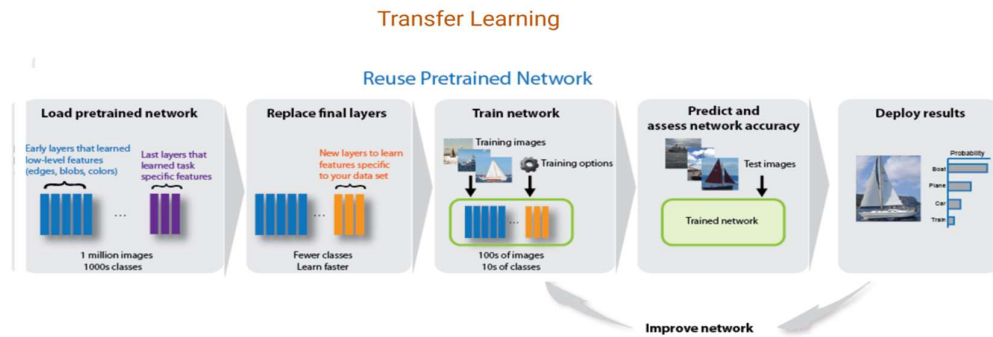 Transfer Learning
Reuse Pretrained Network
Load pretrained network
Early layers that learned
low-level features
(edges, blobs, colors)
Last layers that
learned task
specific features
...
1 million images
1000s classes
Replace final layers
New layers to learn
features specific
to your data set
...
Fewer classes
Learn faster
Train network
Training images
Training options
...
100s of images
10s of classes
Predict and
assess network accuracy
Test images
Trained network
Deploy results
Probability
Boat
Plane
Car
Train
Improve network